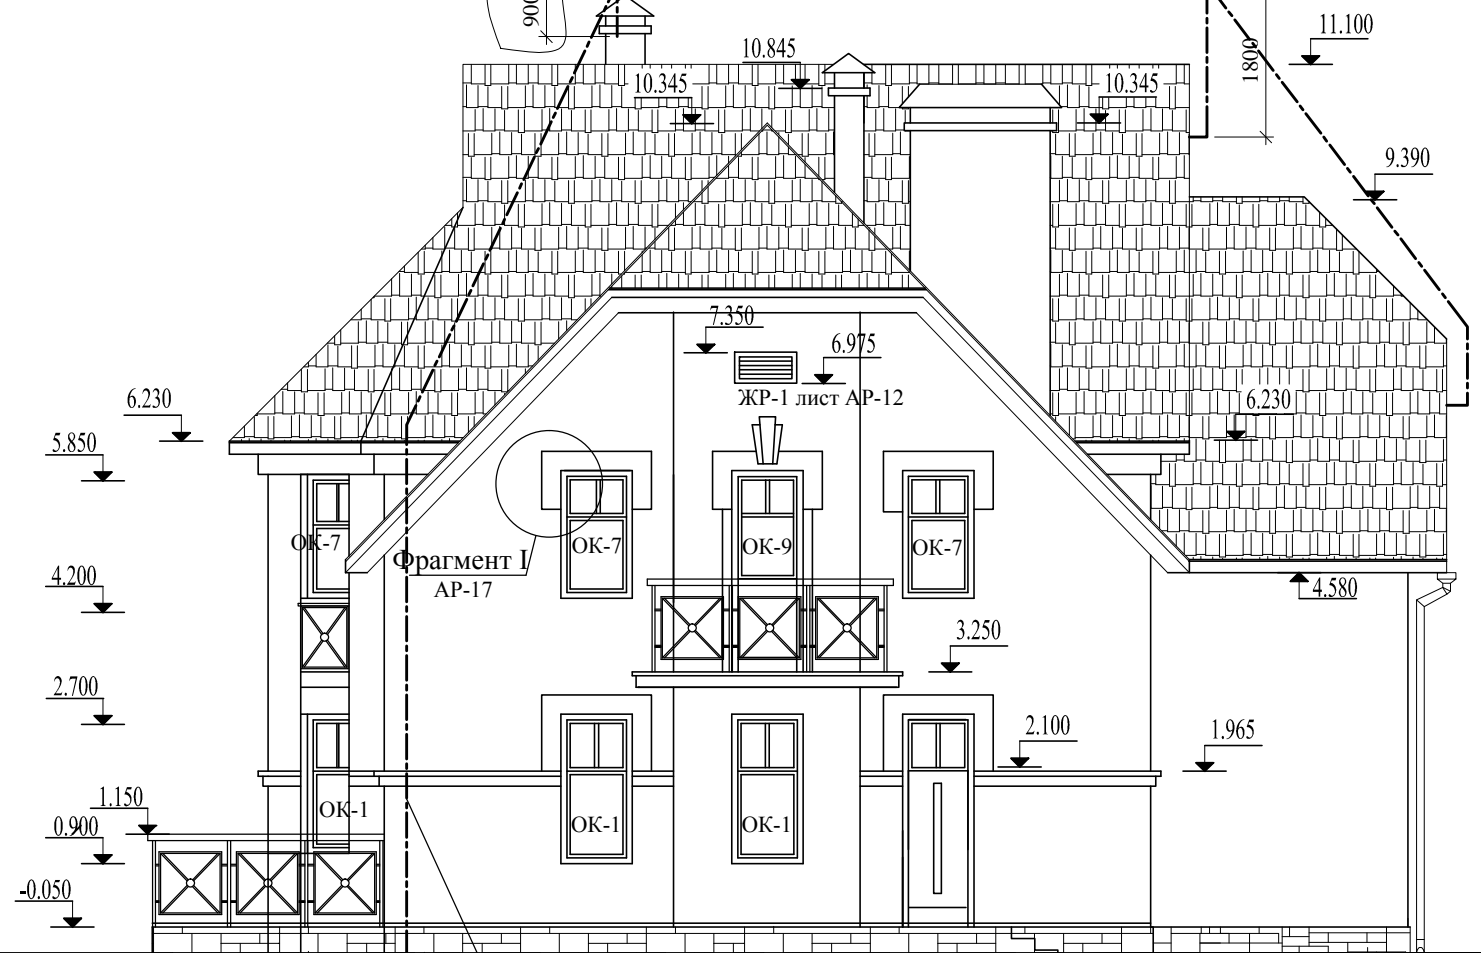 900
11.100
10.845
1800
10.345
10.345
9.390
7.350
6.975
ЖР-1 лист АР-12
6.230
6.230
5.850
ОК-7
ОК-7
ОК-9
ОК-7
Фрагмент I
АР-17
4.200
4.580
3.250
2.700
2.100
1.965
1.150
ОК-1
0.900
ОК-1
ОК-1
-0.050